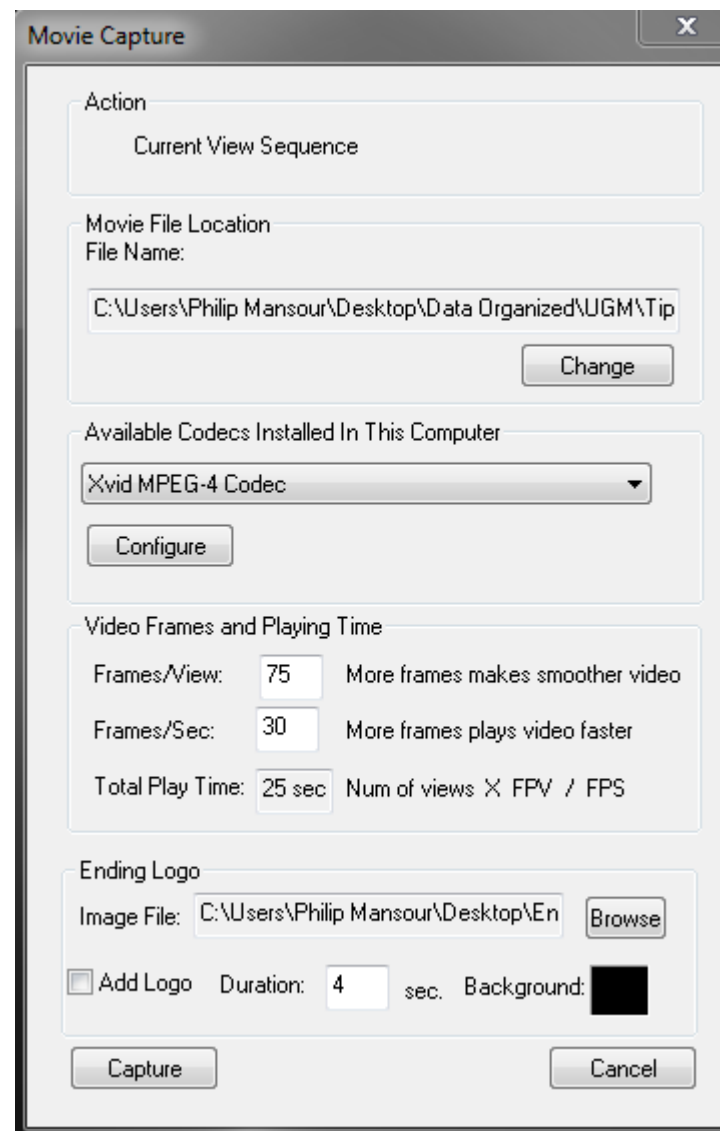 Movie Capture
x
Action
Current View Sequence
Movie File Location
File Name:
C:\Users\Philip Mansour\Desktop\Data Organized\UGM\Tip
Change
Available Codecs Installed In This Computer
Xvid MPEG-4 Codec
Configure
Video Frames and Playing Time
Frames/View: 75 More frames makes smoother video
Frames/Sec: 30 More frames plays video faster
Total Play Time: 25 sec Num of views X FPV / FPS
Ending Logo
Image File: C:\Users\Philip Mansour\Desktop\En Browse
Add Logo Duration: 4 sec. Background:
Capture Cancel